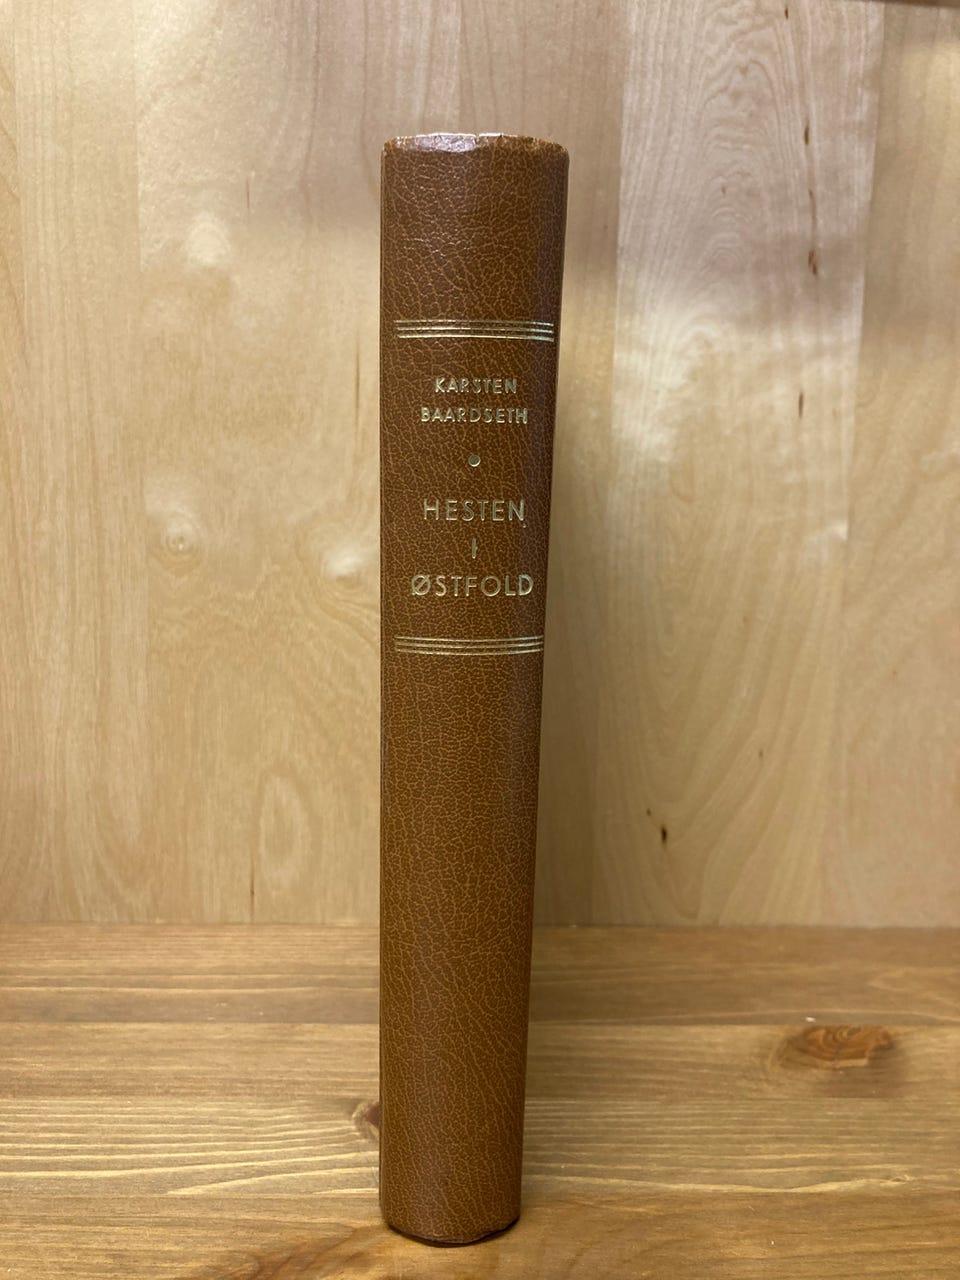 KARSTEN
BAARDSETH
HESTEN
I
ØSTFOLD